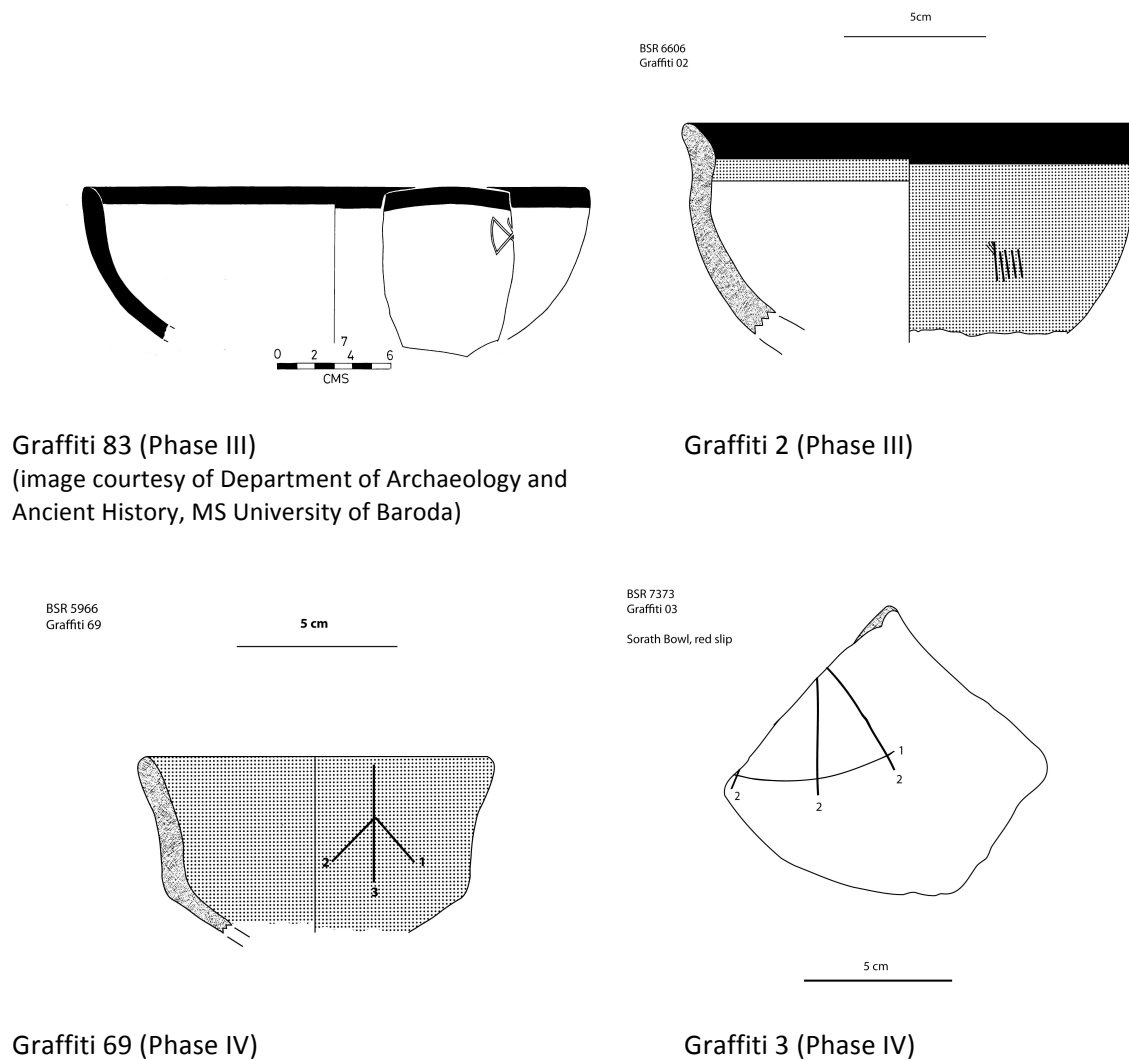 5cm
BSR 6606
Graffiti 02
7
0 2 4 6
CMS
Graffiti 83 (Phase III)
(image courtesy of Department of Archaeology and
Ancient History, MS University of Baroda)
Graffiti 2 (Phase III)
BSR 5966
Graffiti 69
5 cm
2
1
3
Graffiti 69 (Phase IV)
BSR 7373
Graffiti 03
Sorath Bowl, red slip
1
2
2
2
5 cm
Graffiti 3 (Phase IV)